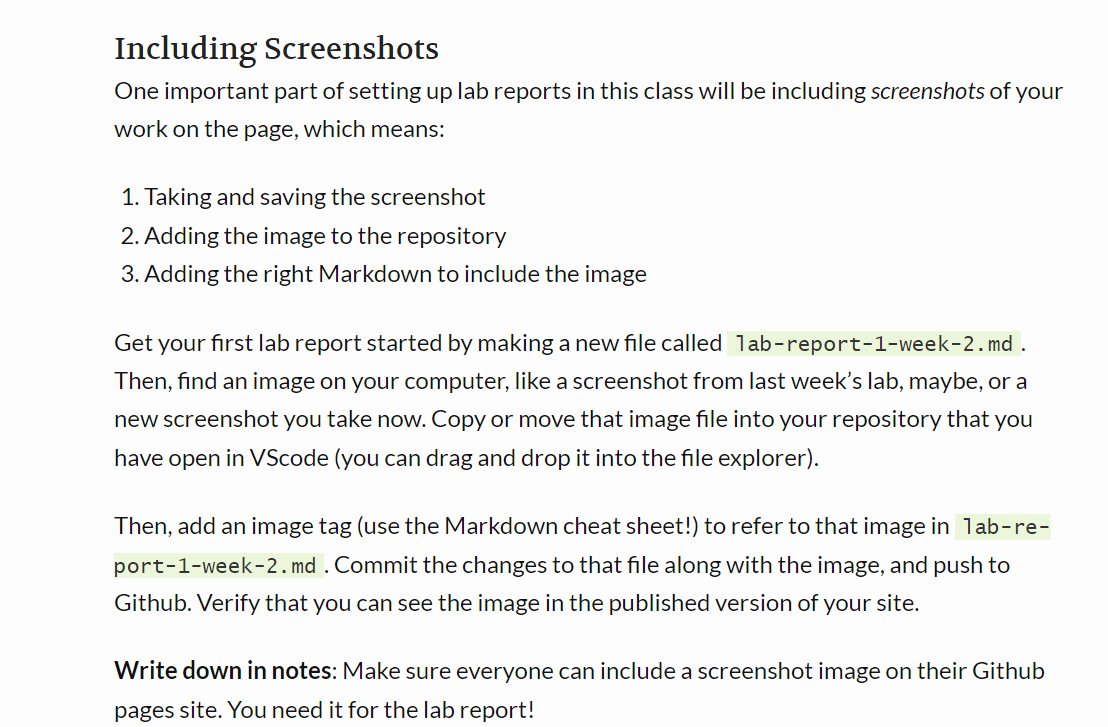 Including Screenshots
One important part of setting up lab reports in this class will be including screenshots of your
work on the page, which means:
1. Taking and saving the screenshot
2. Adding the image to the repository
3. Adding the right Markdown to include the image
Get your first lab report started by making a new file called lab-report-1-week-2.md.
Then, find an image on your computer, like a screenshot from last week’s lab, maybe, or a
new screenshot you take now. Copy or move that image file into your repository that you
have open in VScode (you can drag and drop it into the file explorer).
Then, add an image tag (use the Markdown cheat sheet!) to refer to that image in lab-re-
port-1-week-2.md. Commit the changes to that file along with the image, and push to
Github. Verify that you can see the image in the published version of your site.
Write down in notes: Make sure everyone can include a screenshot image on their Github
pages site. You need it for the lab report!